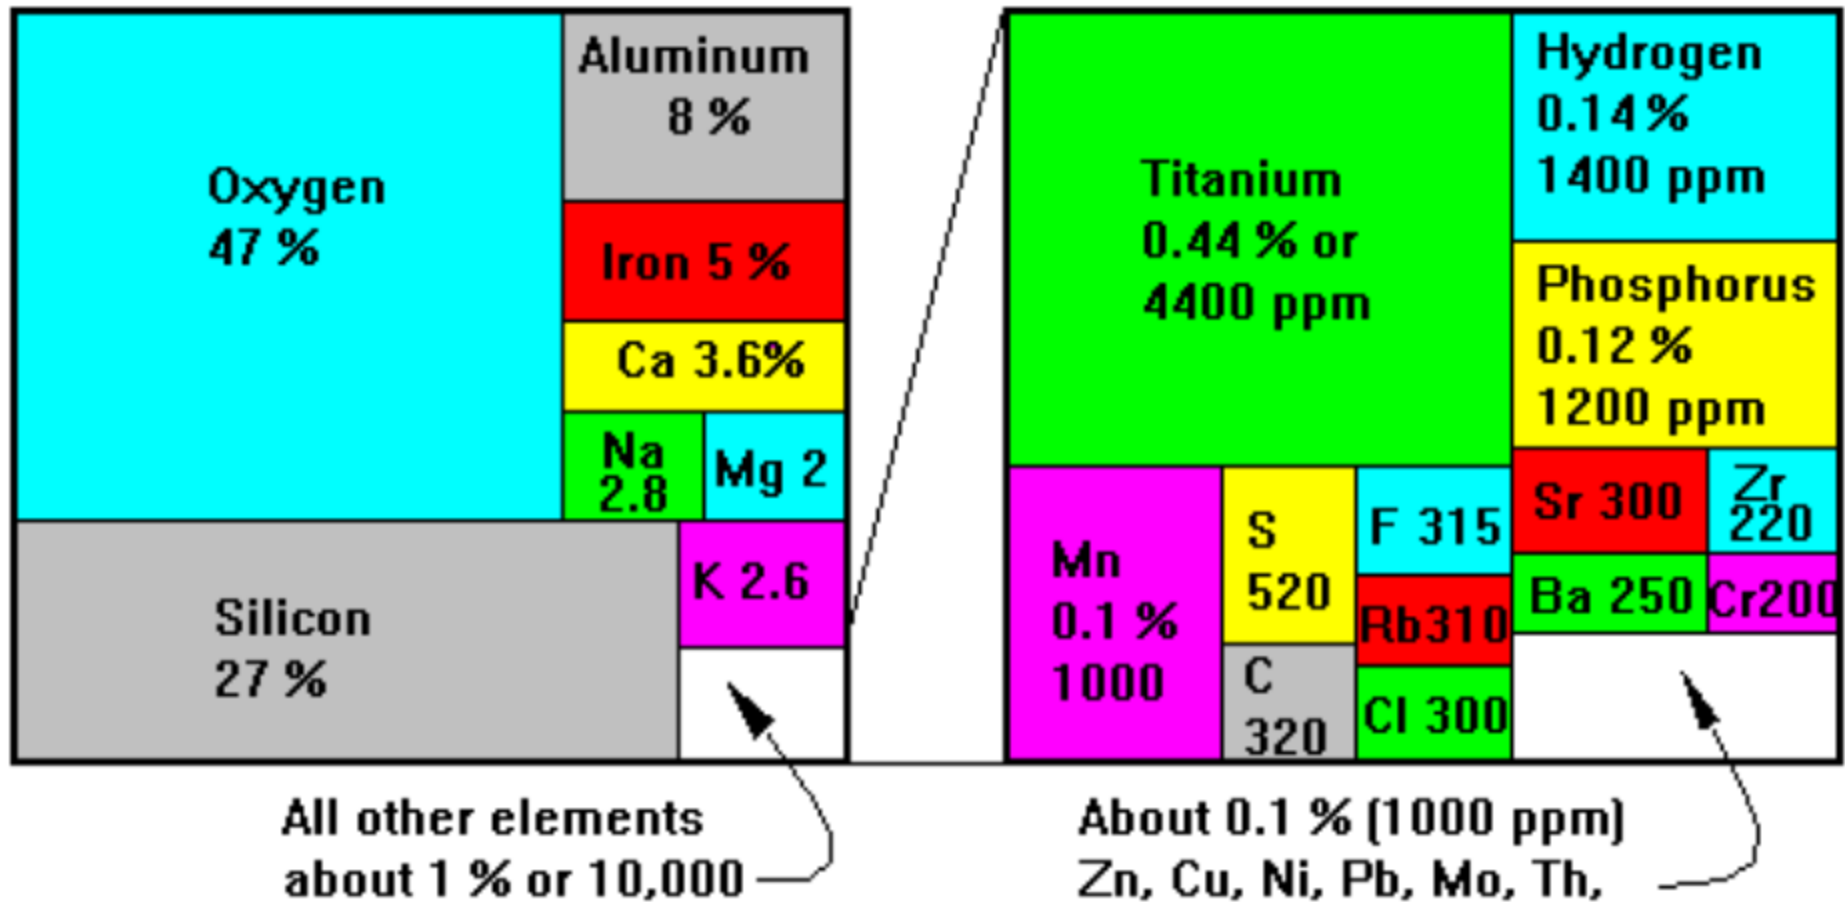 Oxygen
47 %
Aluminum
8 %
Iron 5 %
Ca 3.6%
Na
2.8
Mg 2
Silicon
27 %
K 2.6
All other elements
about 1 % or 10,000
Titanium
0.44 % or
4400 ppm
Hydrogen
0.14 %
1400 ppm
Phosphorus
0.12 %
1200 ppm
Mn
0.1 %
1000
S
520
C
320
F 315
Rb310
Cl 300
Sr 300
Zr
220
Ba 250
Cr200
About 0.1 % (1000 ppm)
Zn, Cu, Ni, Pb, Mo, Th,